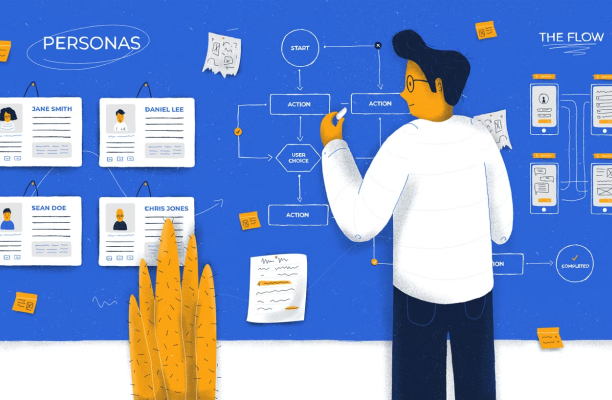 PERSONAS
THE FLOW
START
JANE SMITH
DANIEL LEE
ACTION
ACTION
USER
CHOICE
SEAN DOE
CHRIS JONES
ACTION
COMPLETED